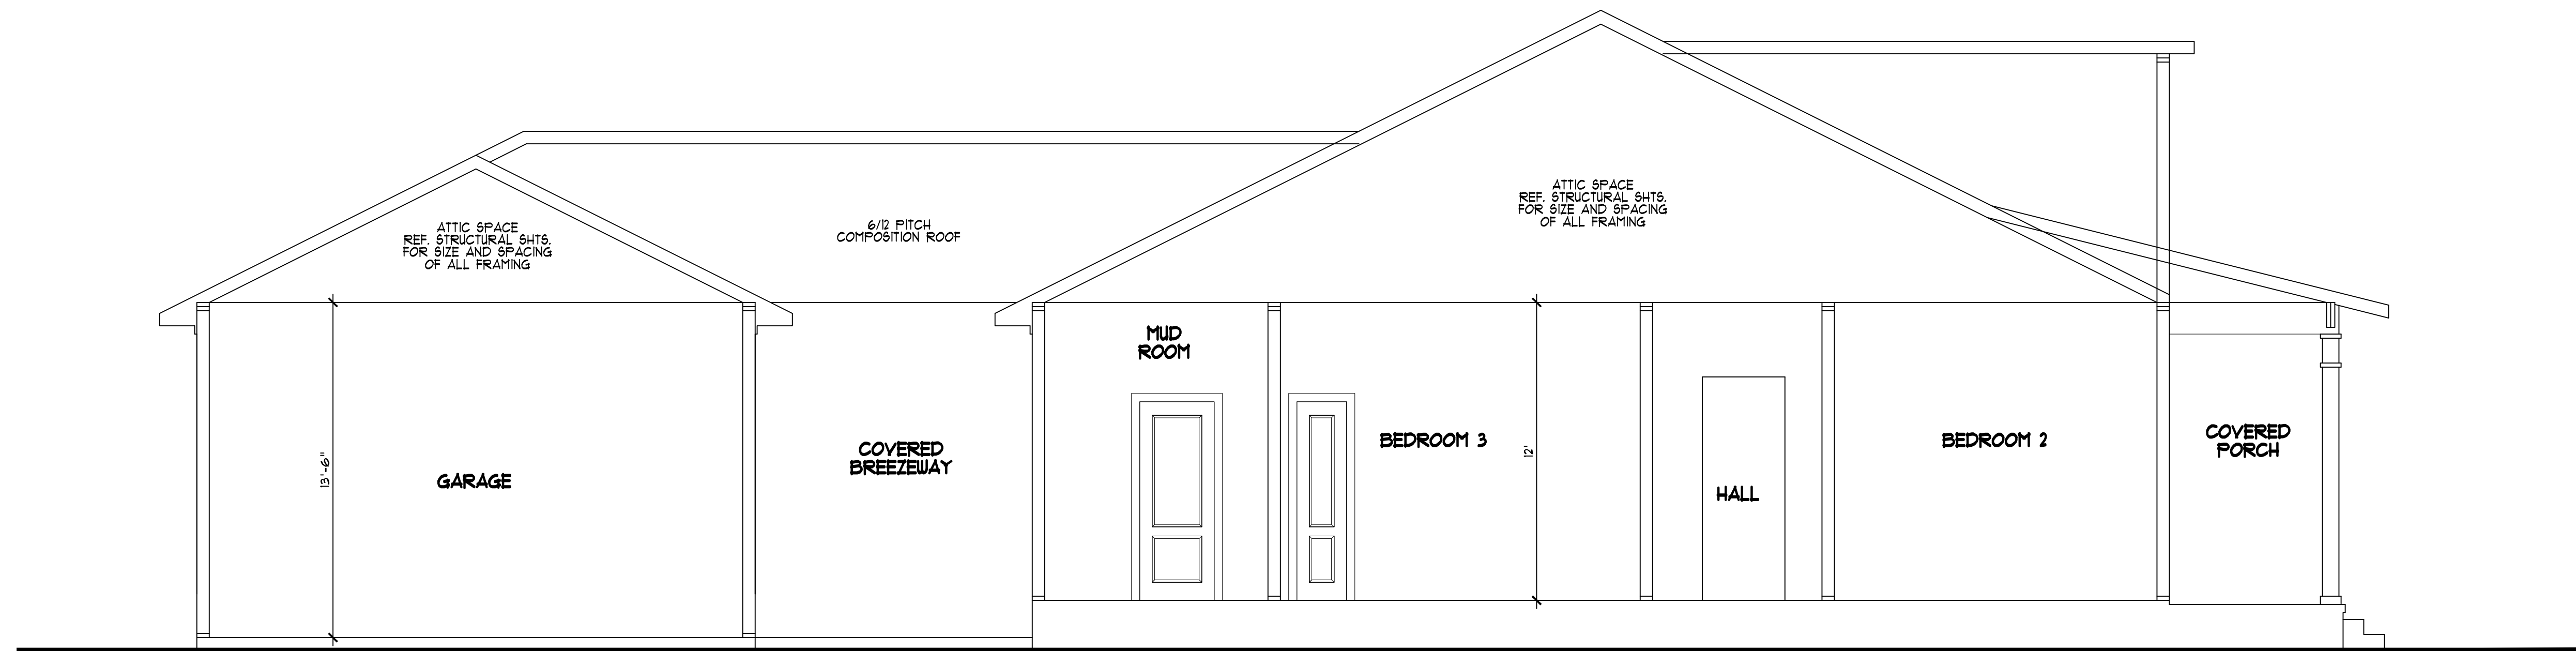 ATTIC SPACE
REF. STRUCTURAL SHTS.
FOR SIZE AND SPACING
OF ALL FRAMING
6/12 PITCH
COMPOSITION ROOF
ATTIC SPACE
REF. STRUCTURAL SHTS.
FOR SIZE AND SPACING
OF ALL FRAMING
13'-6"
GARAGE
COVERED
BREEZEWAY
MUD
ROOM
BEDROOM 3
12'
HALL
BEDROOM 2
COVERED
PORCH